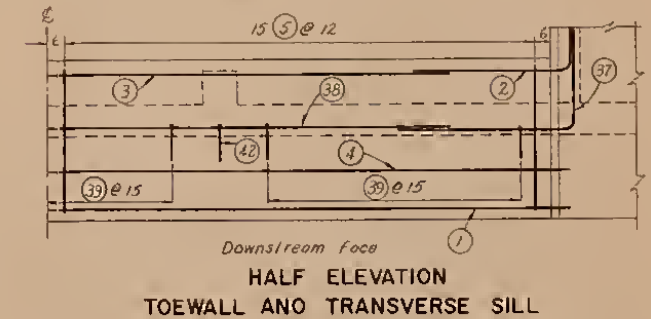 ℄
15 ⑤ @ 12
6
6
③
②
㊲
㊳
㊷
④
㊴ @ 15
㊴ @ 15
①
Downstream Face
HALF ELEVATION
TOEWALL AND TRANSVERSE SILL